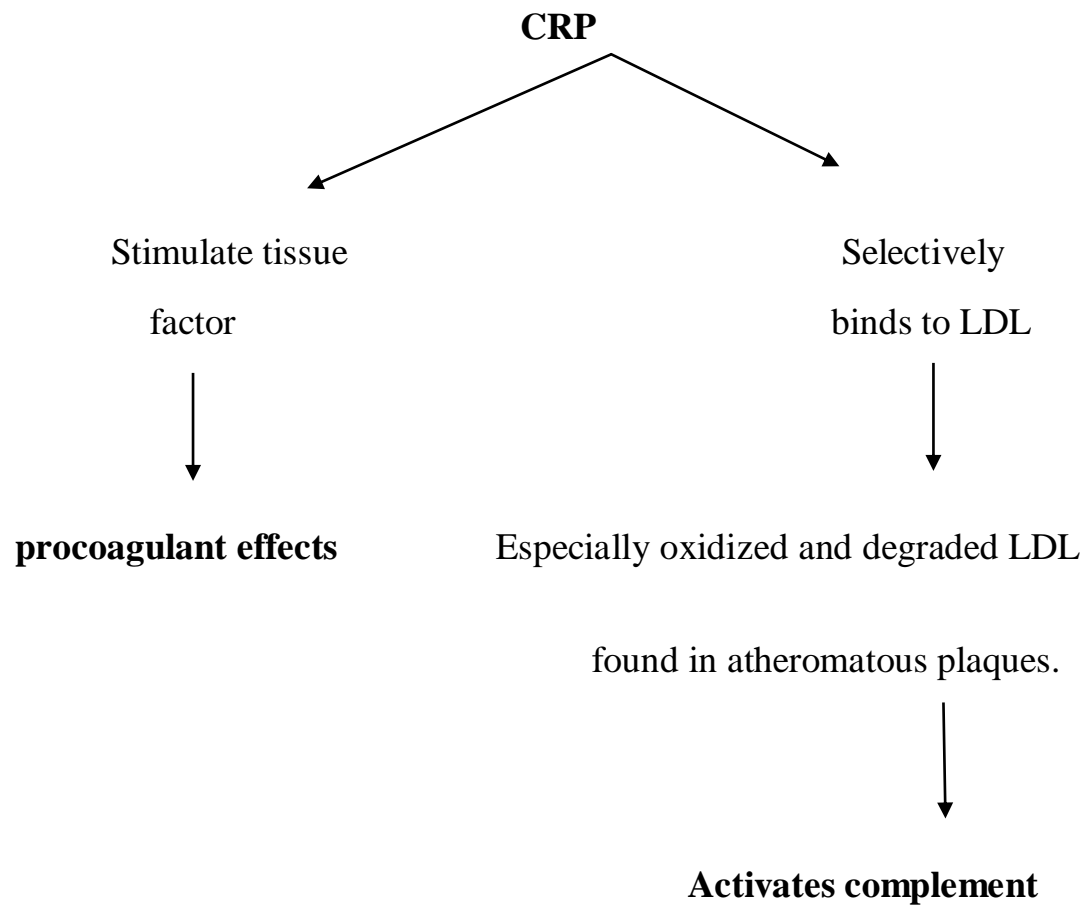 CRP
Stimulate tissue
factor
Selectively
binds to LDL
procoagulant effects
Especially oxidized and degraded LDL
found in atheromatous plaques.
Activates complement